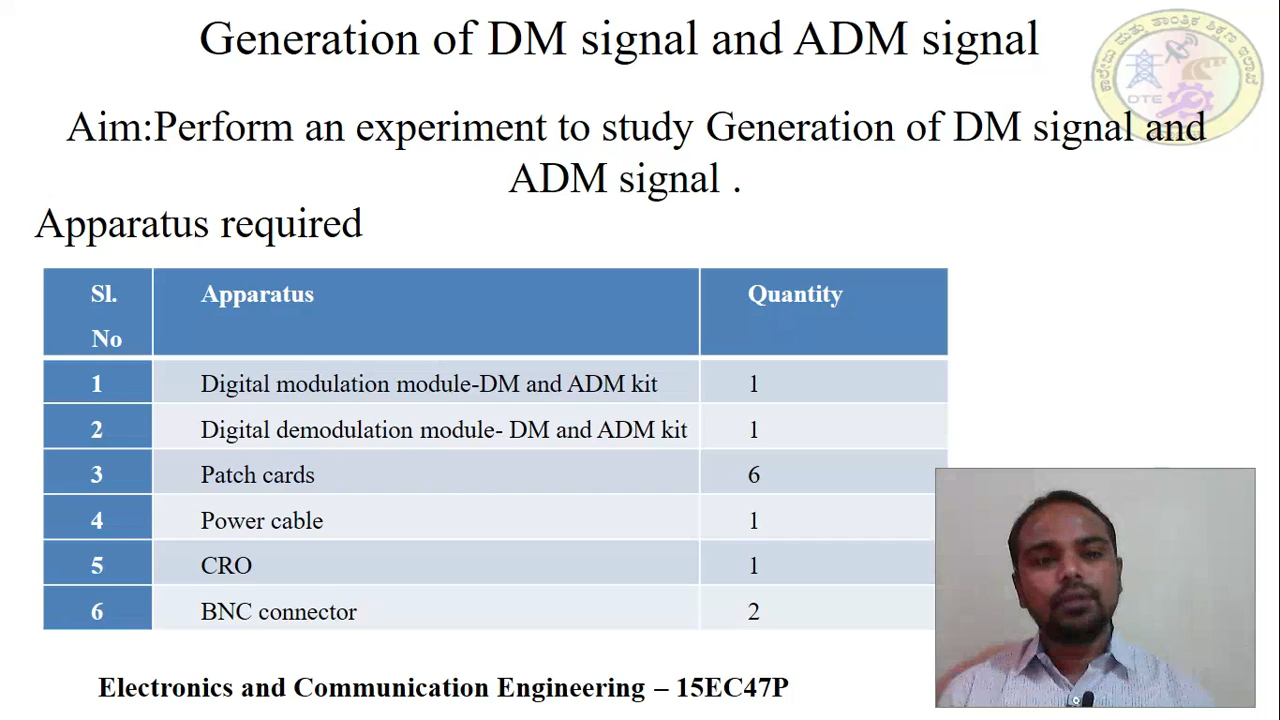 Generation of DM signal and ADM signal
ಕಾಲೇಜು ಮತ್ತು ತಾಂತ್ರಿಕ ಶಿಕ್ಷಣ ಇಲಾಖೆ
DTE
Aim:Perform an experiment to study Generation of DM signal and
ADM signal .
Apparatus required
Sl. No Apparatus Quantity
1 Digital modulation module-DM and ADM kit 1
2 Digital demodulation module- DM and ADM kit 1
3 Patch cards 6
4 Power cable 1
5 CRO 1
6 BNC connector 2
Electronics and Communication Engineering – 15EC47P